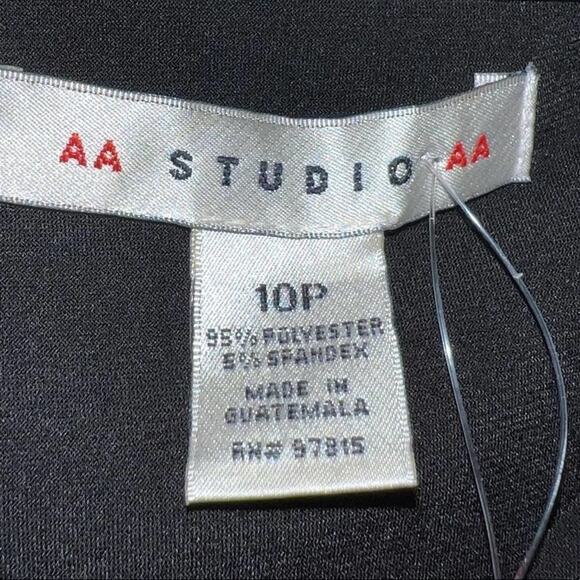 AA STUDIO AA
10P
95% POLYESTER
5% SPANDEX
MADE IN
GUATEMALA
RN# 97815